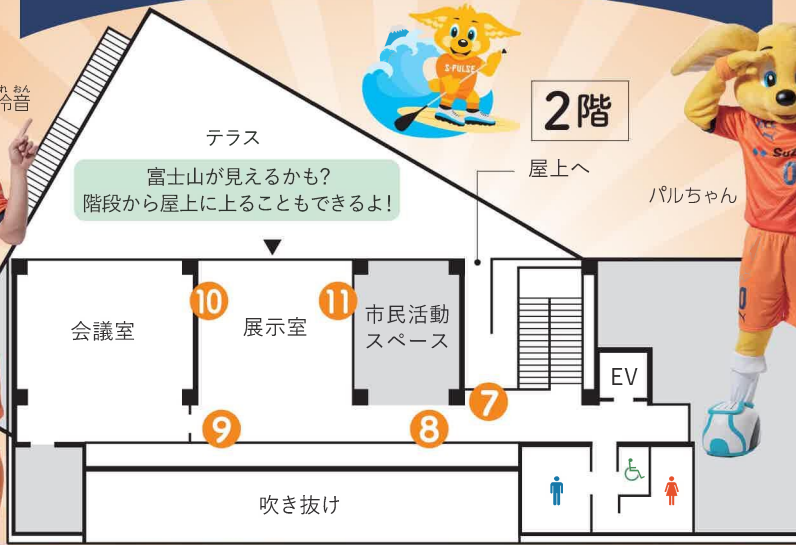 れ おん
怜音
S-PULSE
2階
テラス
屋上へ
富士山が見えるかも?
階段から屋上に上ることもできるよ!
パルちゃん
会議室
10
展示室
11
市民活動
スペース
EV
7
9
8
吹き抜け